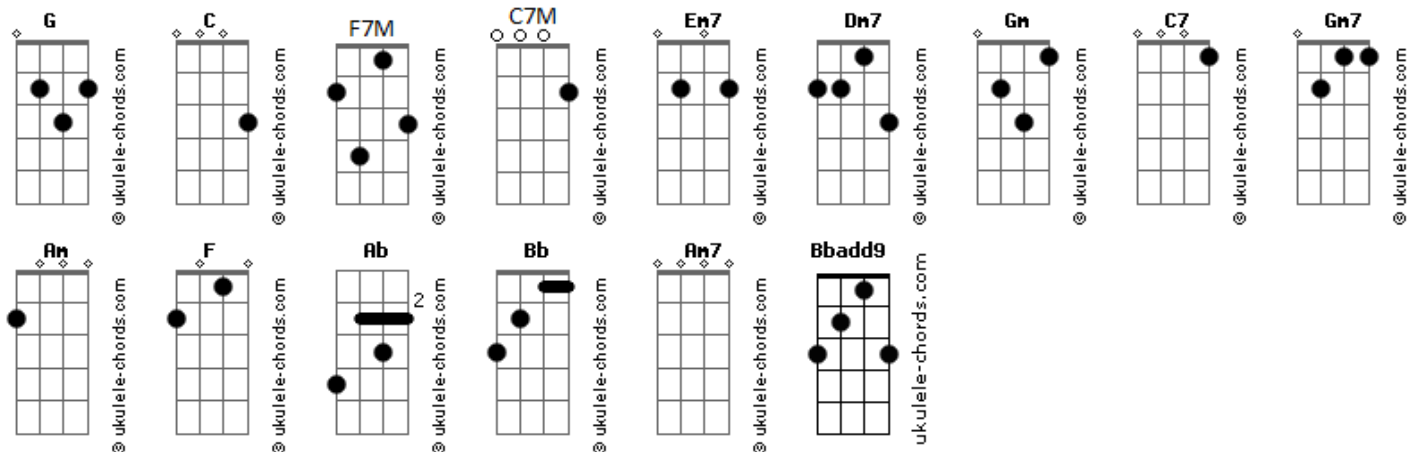 G C F7M C7M Em7 Dm7 Gm C7 Gm7
© ukulele-chords.com © ukulele-chords.com © ukulele-chords.com © ukulele-chords.com © ukulele-chords.com © ukulele-chords.com © ukulele-chords.com © ukulele-chords.com © ukulele-chords.com
Am F Ab Bb Am7 Bbadd9
2
© ukulele-chords.com © ukulele-chords.com © ukulele-chords.com © ukulele-chords.com © ukulele-chords.com ukulele-chords.com